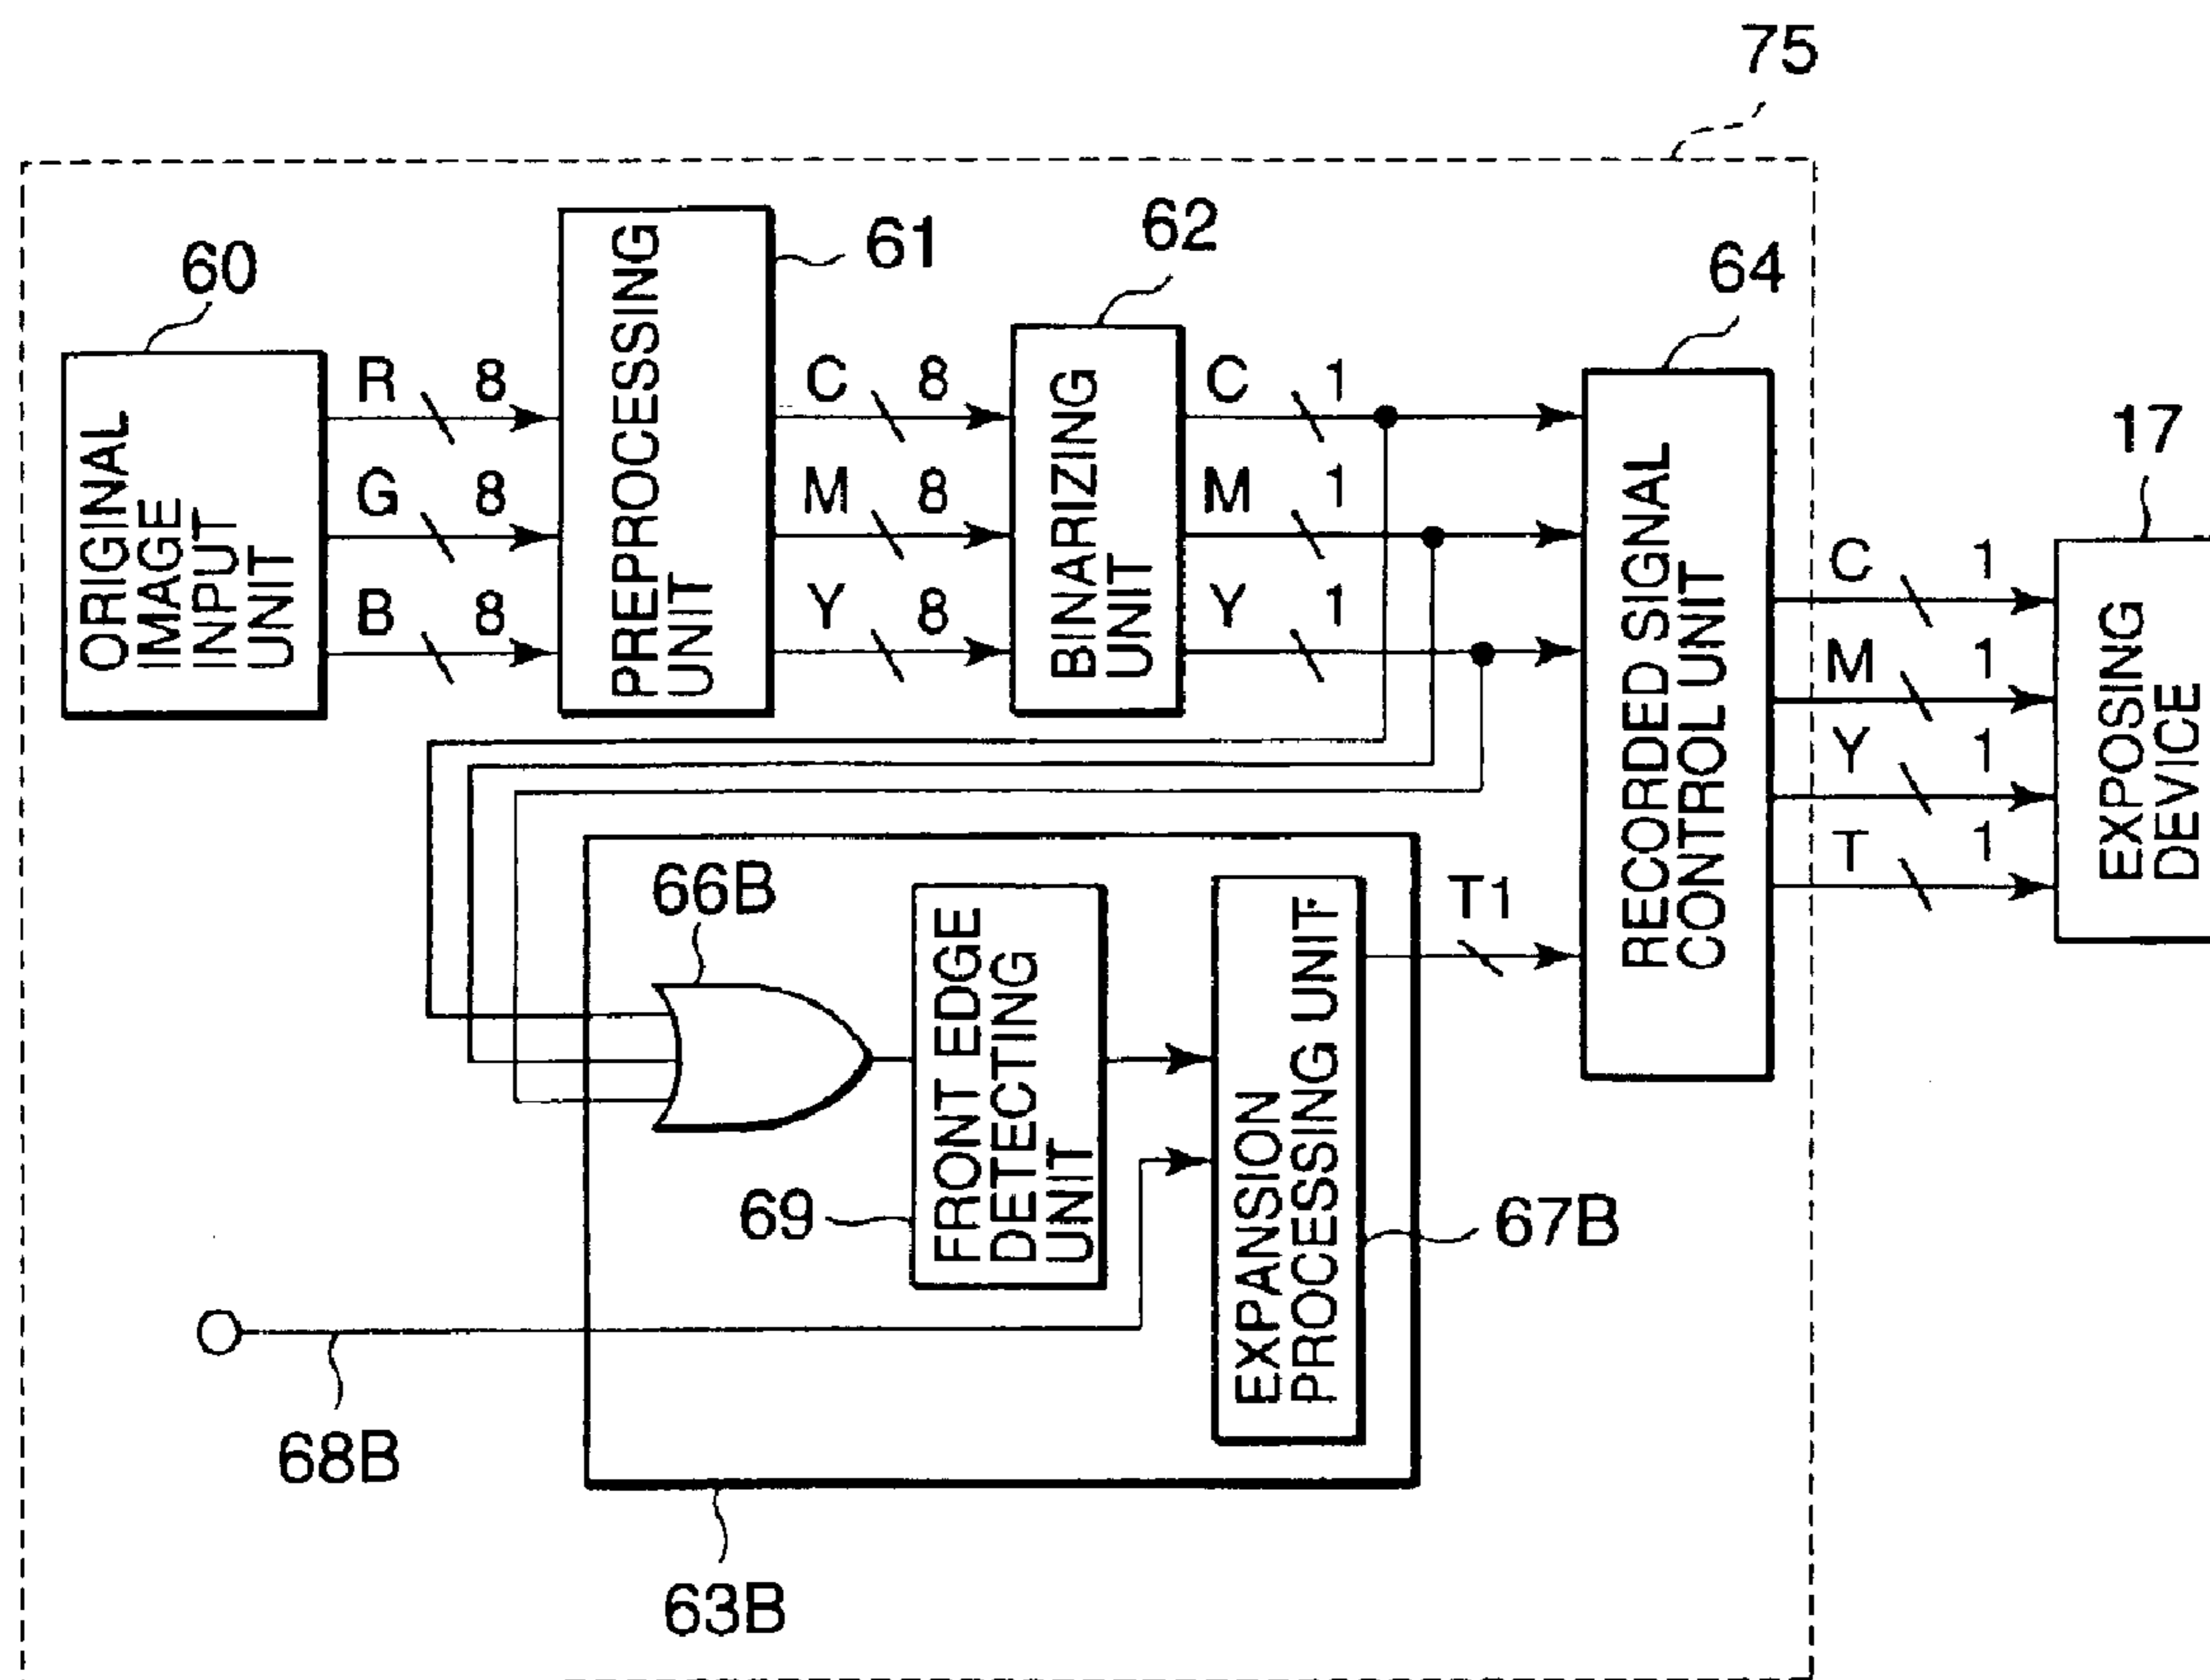 75
60
61
62
64
17
ORIGINAL
IMAGE
INPUT
UNIT
R 8
G 8
B 8
PREPROCESSING
UNIT
C 8
M 8
Y 8
BINARIZING
UNIT
C 1
M 1
Y 1
RECORDED SIGNAL
CONTROL UNIT
C 1
M 1
Y 1
T 1
EXPOSING
DEVICE
66B
FRONT EDGE
DETECTING
UNIT
69
EXPANSION
PROCESSING UNIT
T1
67B
68B
63B